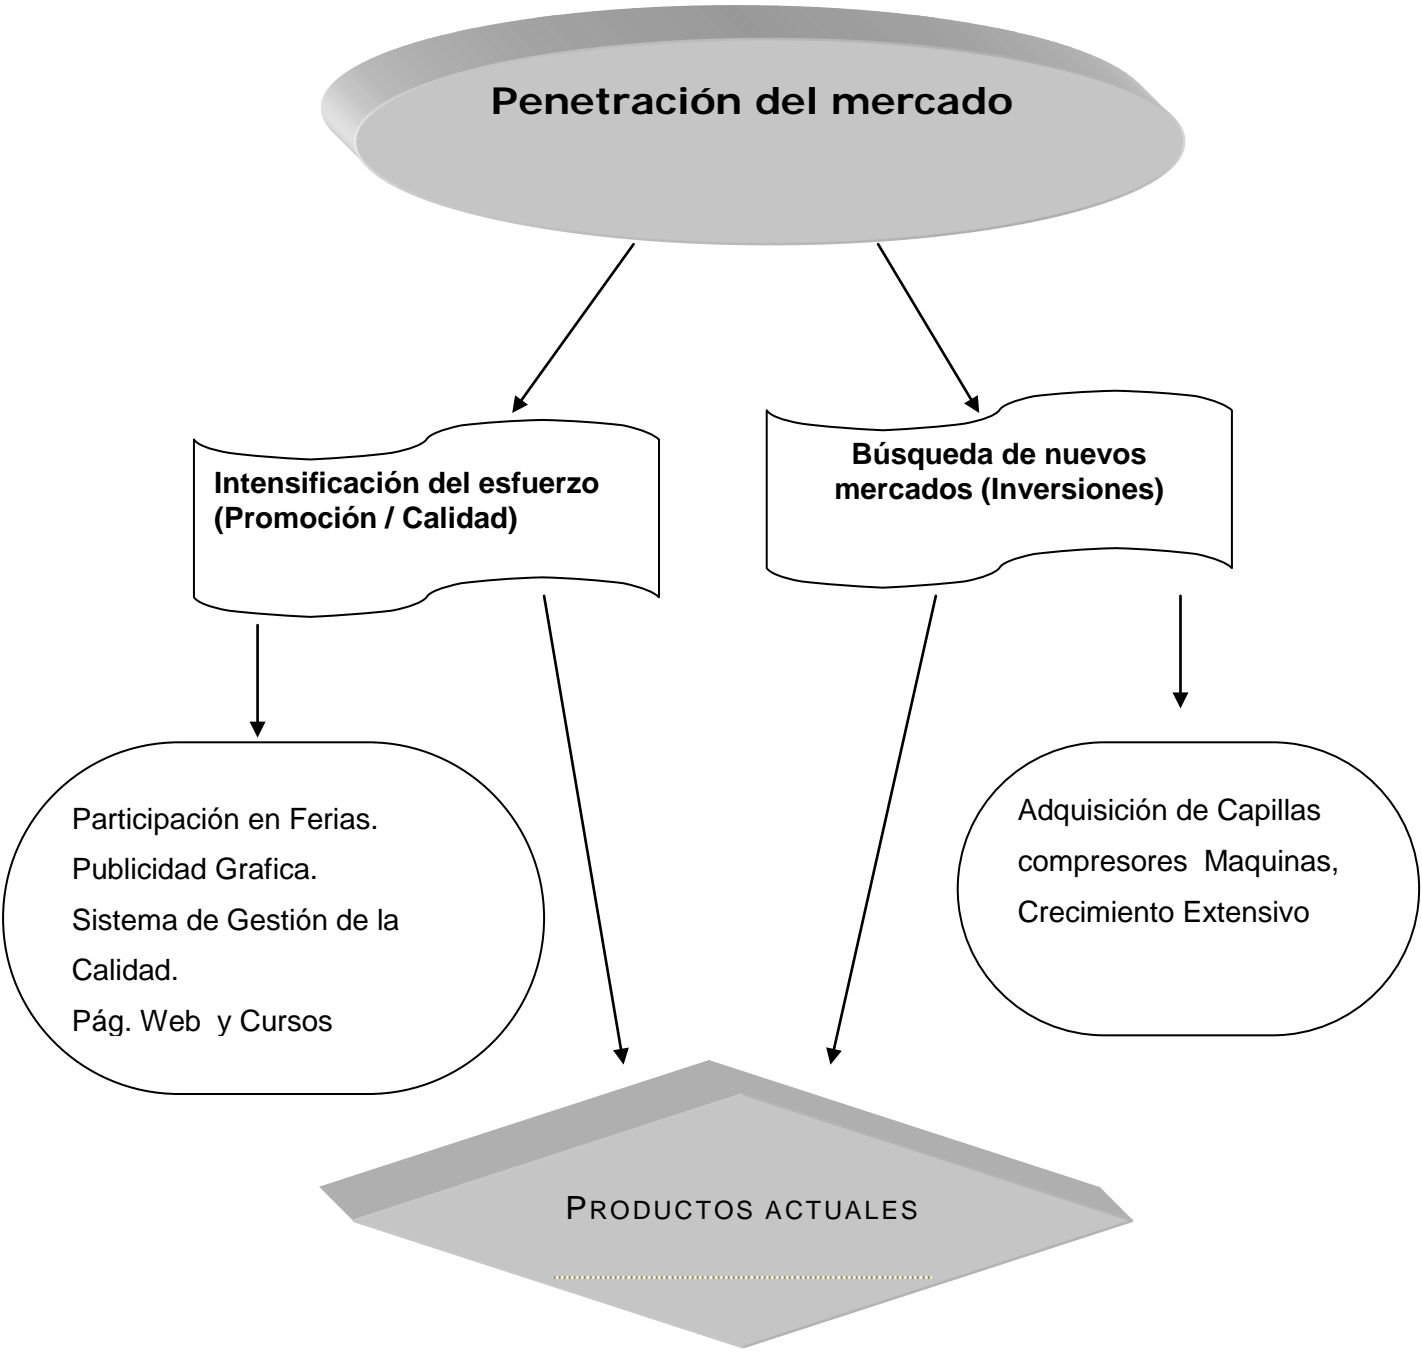 Penetración del mercado
Intensificación del esfuerzo
(Promoción / Calidad)
Búsqueda de nuevos
mercados (Inversiones)
Participación en Ferias.
Publicidad Grafica.
Sistema de Gestión de la
Calidad.
Pág. Web  y Cursos
Adquisición de Capillas
compresores  Maquinas,
Crecimiento Extensivo
PRODUCTOS ACTUALES